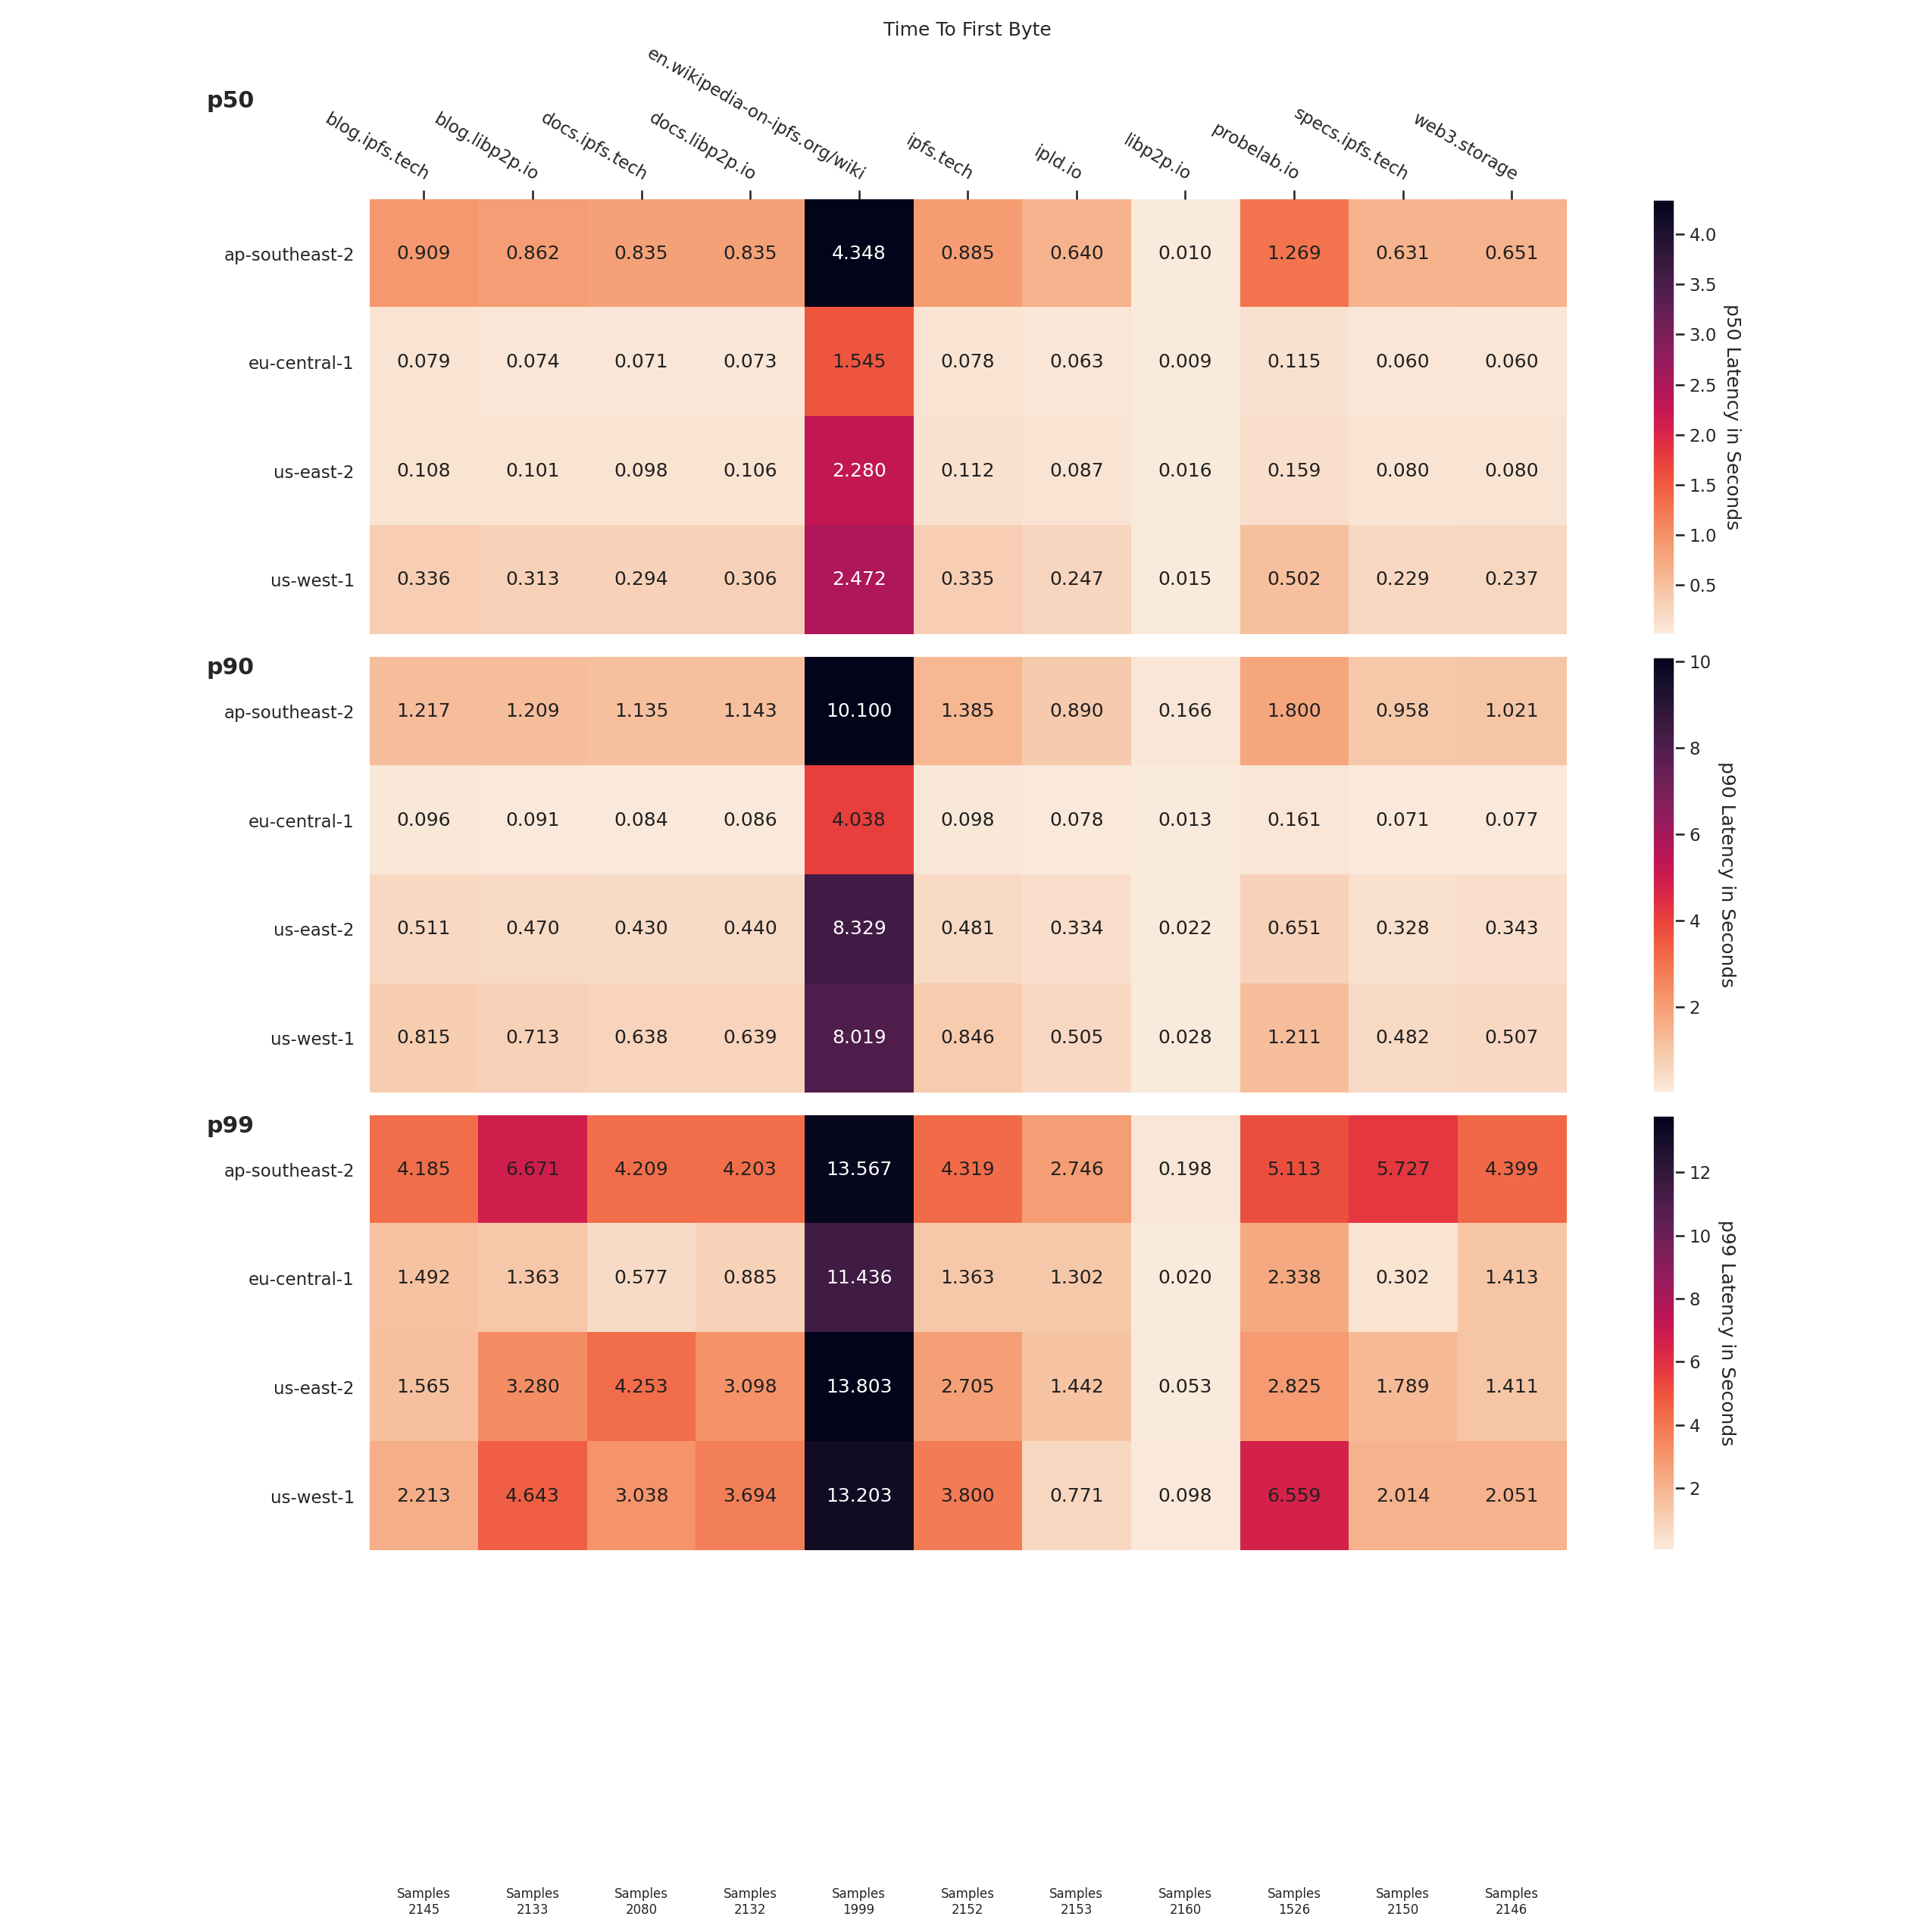 Time To First Byte
p50
blog.ipfs.tech
blog.libp2p.io
docs.ipfs.tech
docs.libp2p.io
en.wikipedia-on-ipfs.org/wiki
ipfs.tech
ipld.io
libp2p.io
probelab.io
specs.ipfs.tech
web3.storage
ap-southeast-2 0.909 0.862 0.835 0.835 4.348 0.885 0.640 0.010 1.269 0.631 0.651
eu-central-1 0.079 0.074 0.071 0.073 1.545 0.078 0.063 0.009 0.115 0.060 0.060
us-east-2 0.108 0.101 0.098 0.106 2.280 0.112 0.087 0.016 0.159 0.080 0.080
us-west-1 0.336 0.313 0.294 0.306 2.472 0.335 0.247 0.015 0.502 0.229 0.237
4.0
3.5
3.0
2.5
2.0
1.5
1.0
0.5
p50 Latency in Seconds
p90
ap-southeast-2 1.217 1.209 1.135 1.143 10.100 1.385 0.890 0.166 1.800 0.958 1.021
eu-central-1 0.096 0.091 0.084 0.086 4.038 0.098 0.078 0.013 0.161 0.071 0.077
us-east-2 0.511 0.470 0.430 0.440 8.329 0.481 0.334 0.022 0.651 0.328 0.343
us-west-1 0.815 0.713 0.638 0.639 8.019 0.846 0.505 0.028 1.211 0.482 0.507
10
8
6
4
2
p90 Latency in Seconds
p99
ap-southeast-2 4.185 6.671 4.209 4.203 13.567 4.319 2.746 0.198 5.113 5.727 4.399
eu-central-1 1.492 1.363 0.577 0.885 11.436 1.363 1.302 0.020 2.338 0.302 1.413
us-east-2 1.565 3.280 4.253 3.098 13.803 2.705 1.442 0.053 2.825 1.789 1.411
us-west-1 2.213 4.643 3.038 3.694 13.203 3.800 0.771 0.098 6.559 2.014 2.051
12
10
8
6
4
2
p99 Latency in Seconds
Samples Samples Samples Samples Samples Samples Samples Samples Samples Samples Samples
2145 2133 2080 2132 1999 2152 2153 2160 1526 2150 2146